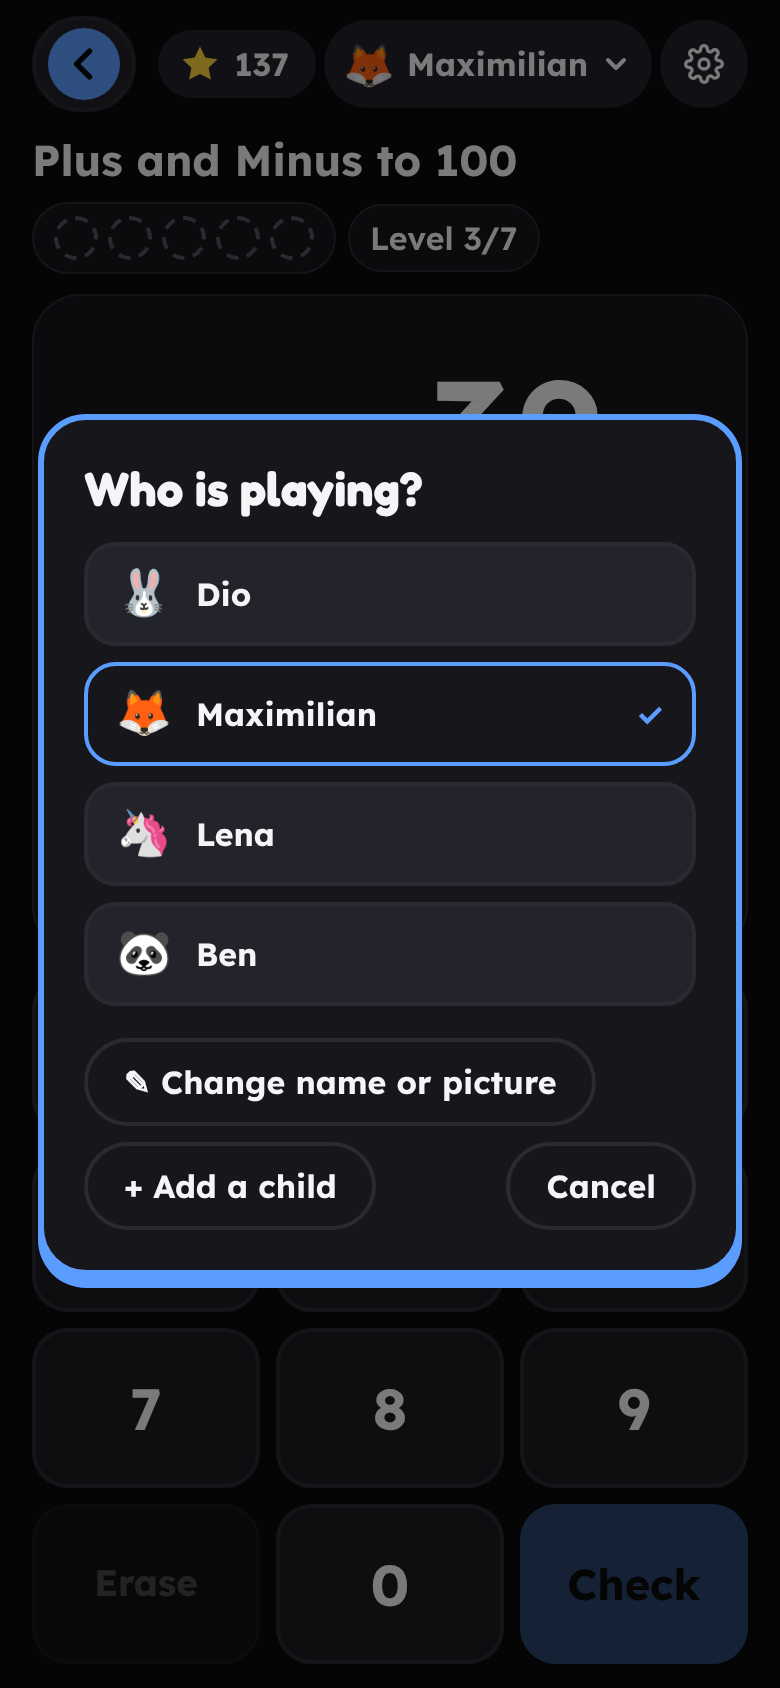 137 Maximilian
Plus and Minus to 100
Level 3/7
Who is playing?
Dio
Maximilian
Lena
Ben
✎ Change name or picture
+ Add a child
Cancel
7 8 9
Erase 0 Check